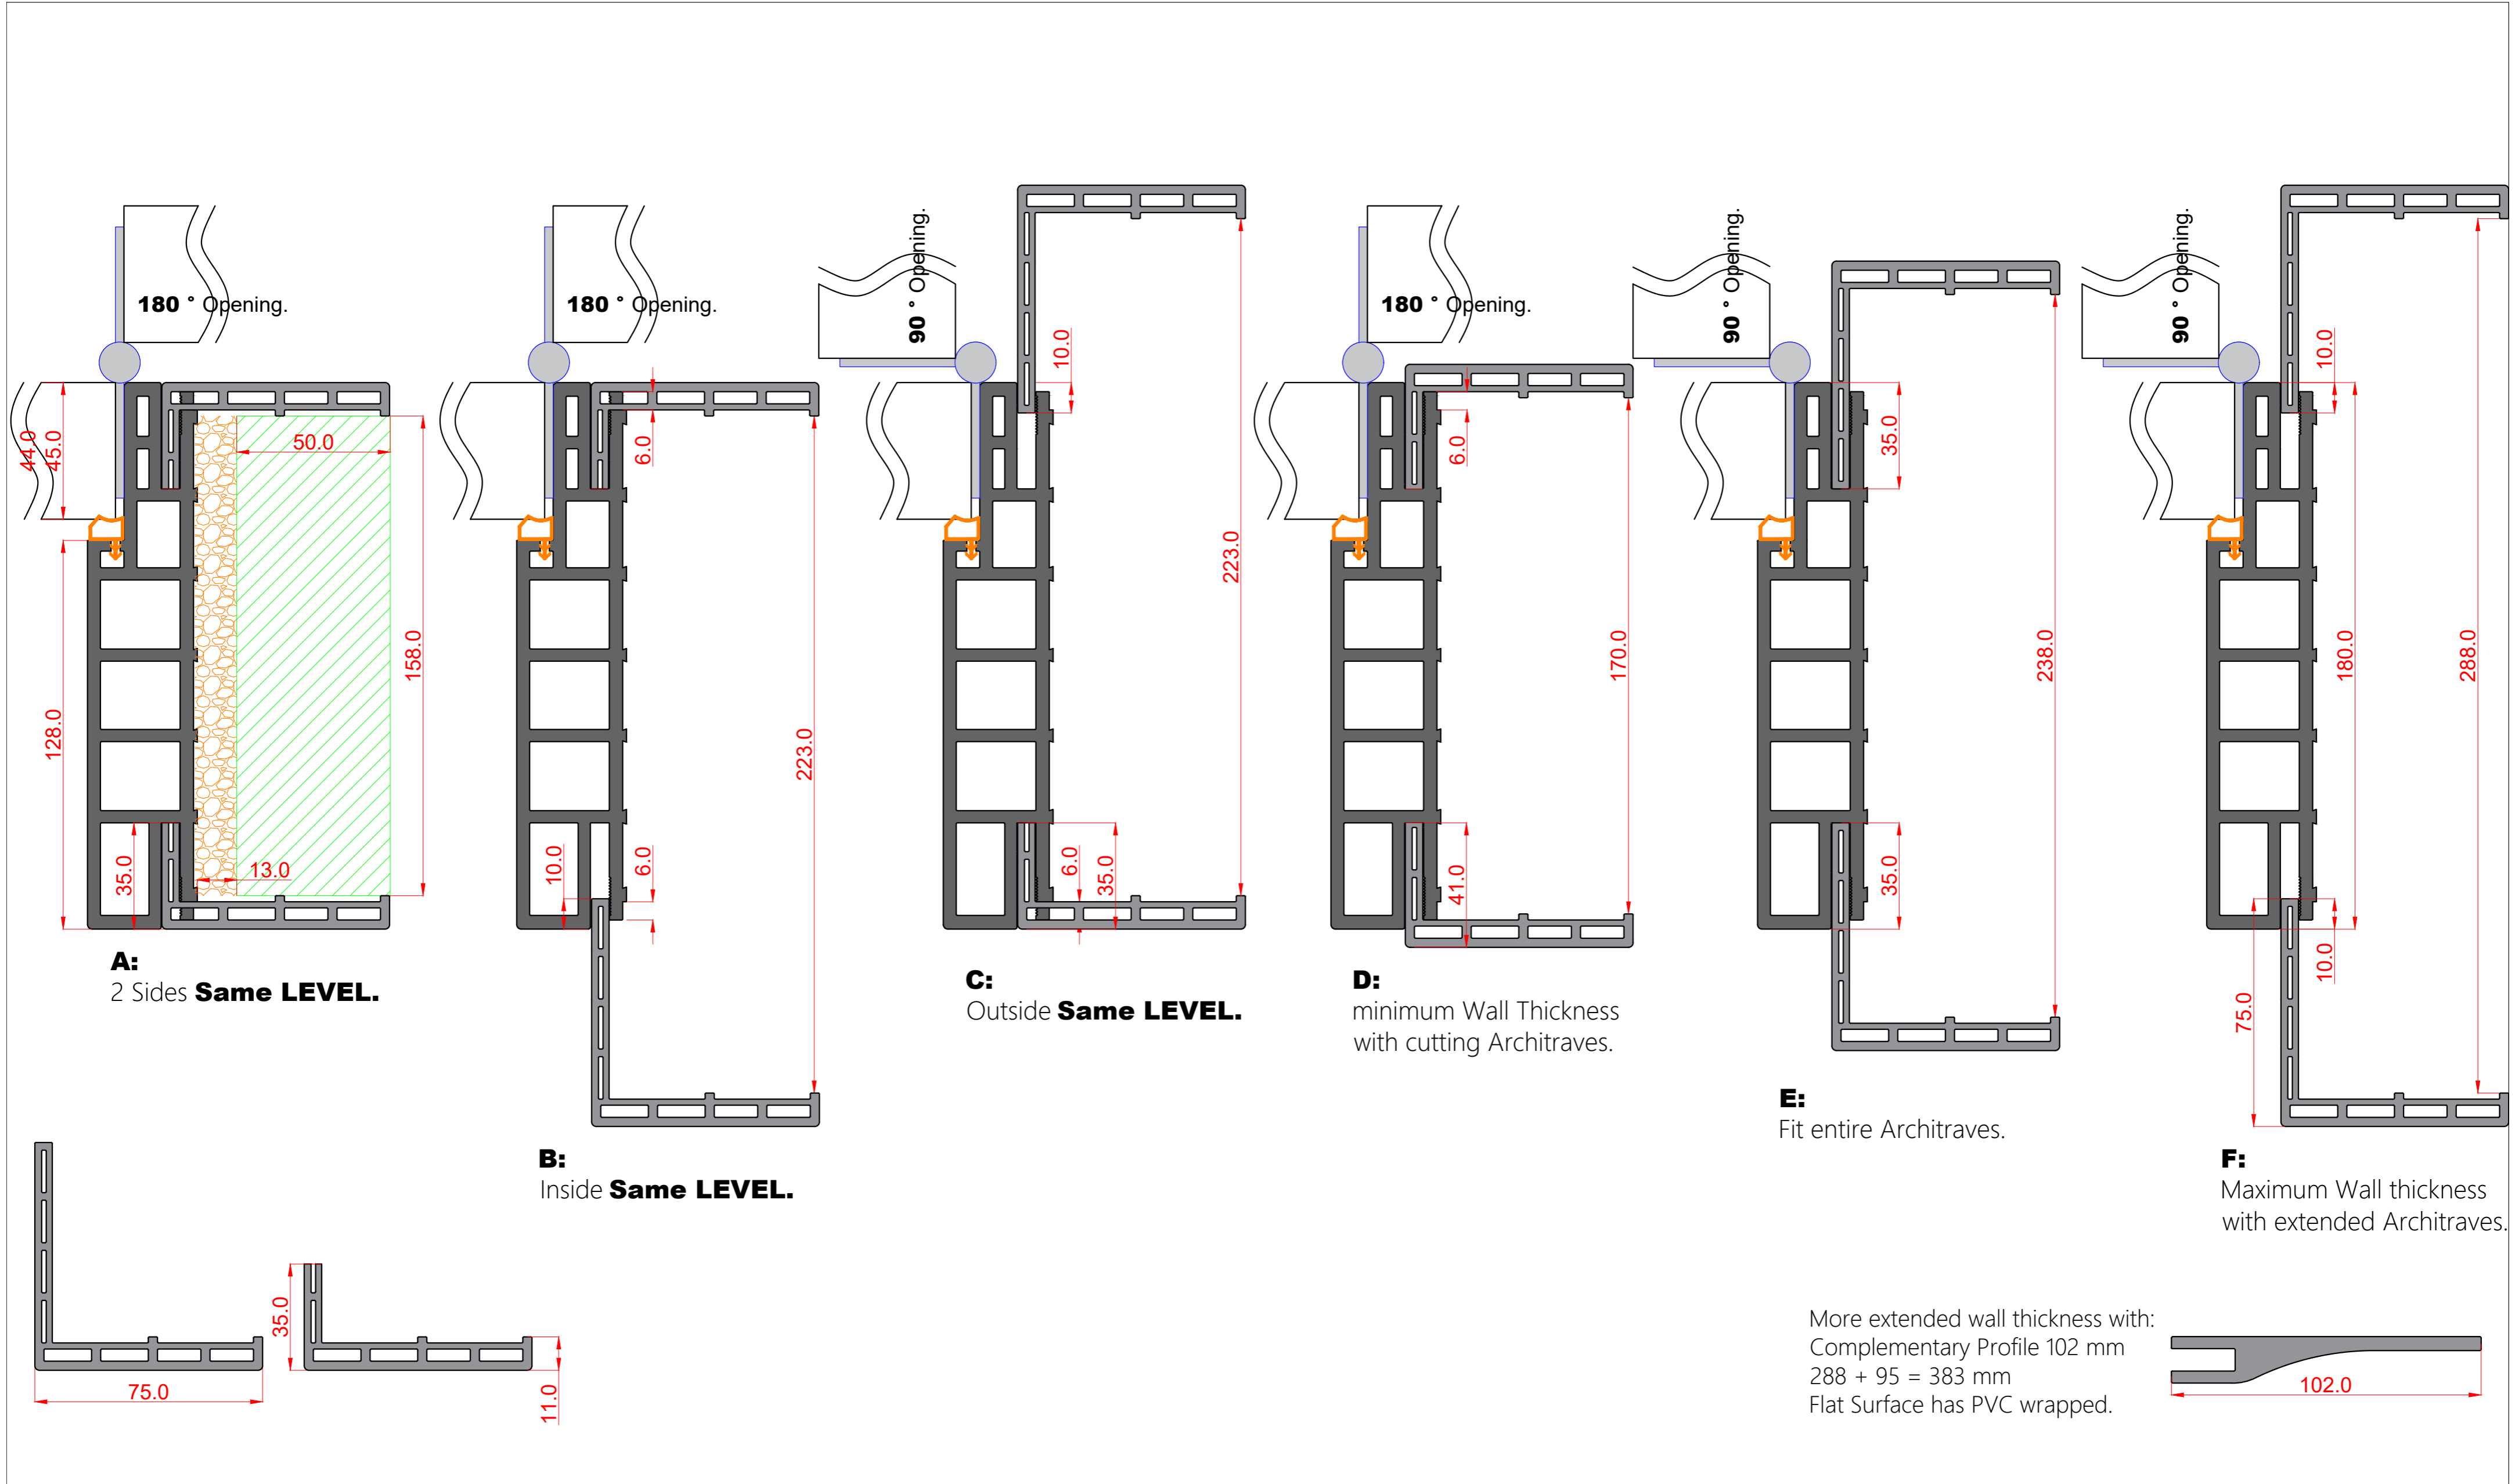 180 ° Opening.
180 ° Opening.
90 ° Opening.
180 ° Opening.
90 ° Opening.
90 ° Opening.
44.0
45.0
50.0
158.0
128.0
35.0
13.0
6.0
223.0
10.0
6.0
10.0
223.0
6.0
35.0
6.0
170.0
41.0
35.0
238.0
35.0
10.0
180.0
288.0
10.0
75.0
A:
2 Sides Same LEVEL.
B:
Inside Same LEVEL.
C:
Outside Same LEVEL.
D:
minimum Wall Thickness
with cutting Architraves.
E:
Fit entire Architraves.
F:
Maximum Wall thickness
with extended Architraves.
75.0
35.0
11.0
More extended wall thickness with:
Complementary Profile 102 mm
288 + 95 = 383 mm
Flat Surface has PVC wrapped.
102.0